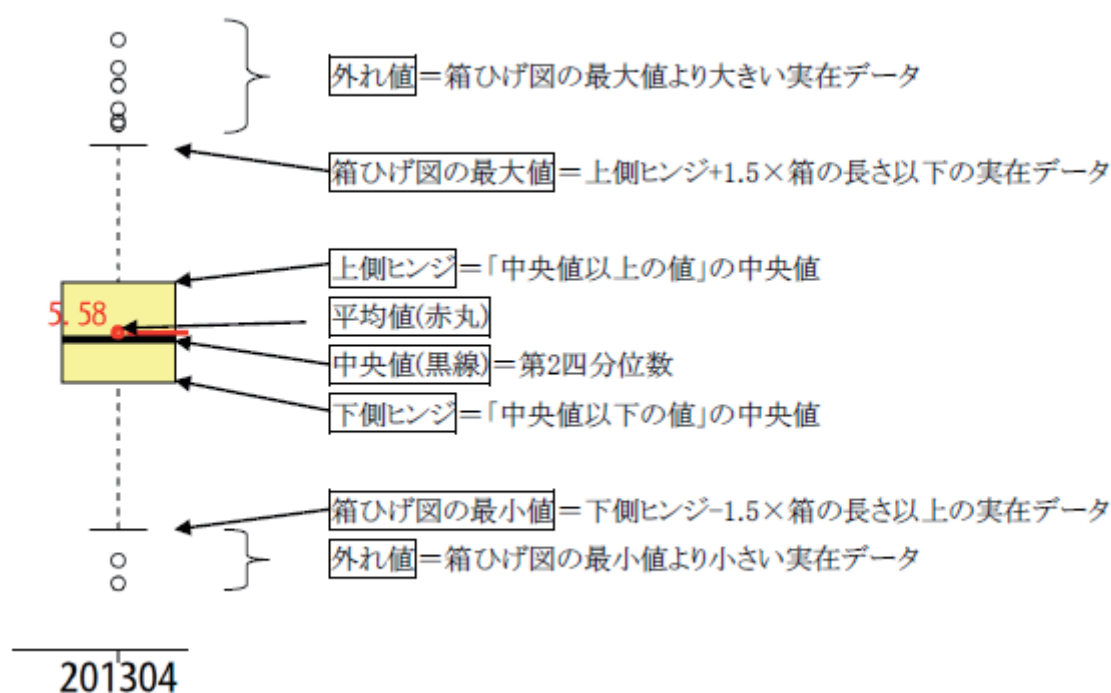 外れ値=箱ひげ図の最大値より大きい実在データ
箱ひげ図の最大値=上側ヒンジ+1.5×箱の長さ以下の実在データ
上側ヒンジ=「中央値以上の値」の中央値
5.58
平均値(赤丸)
中央値(黒線)=第2四分位数
下側ヒンジ=「中央値以下の値」の中央値
箱ひげ図の最小値=下側ヒンジ-1.5×箱の長さ以上の実在データ
外れ値=箱ひげ図の最小値より小さい実在データ
201304